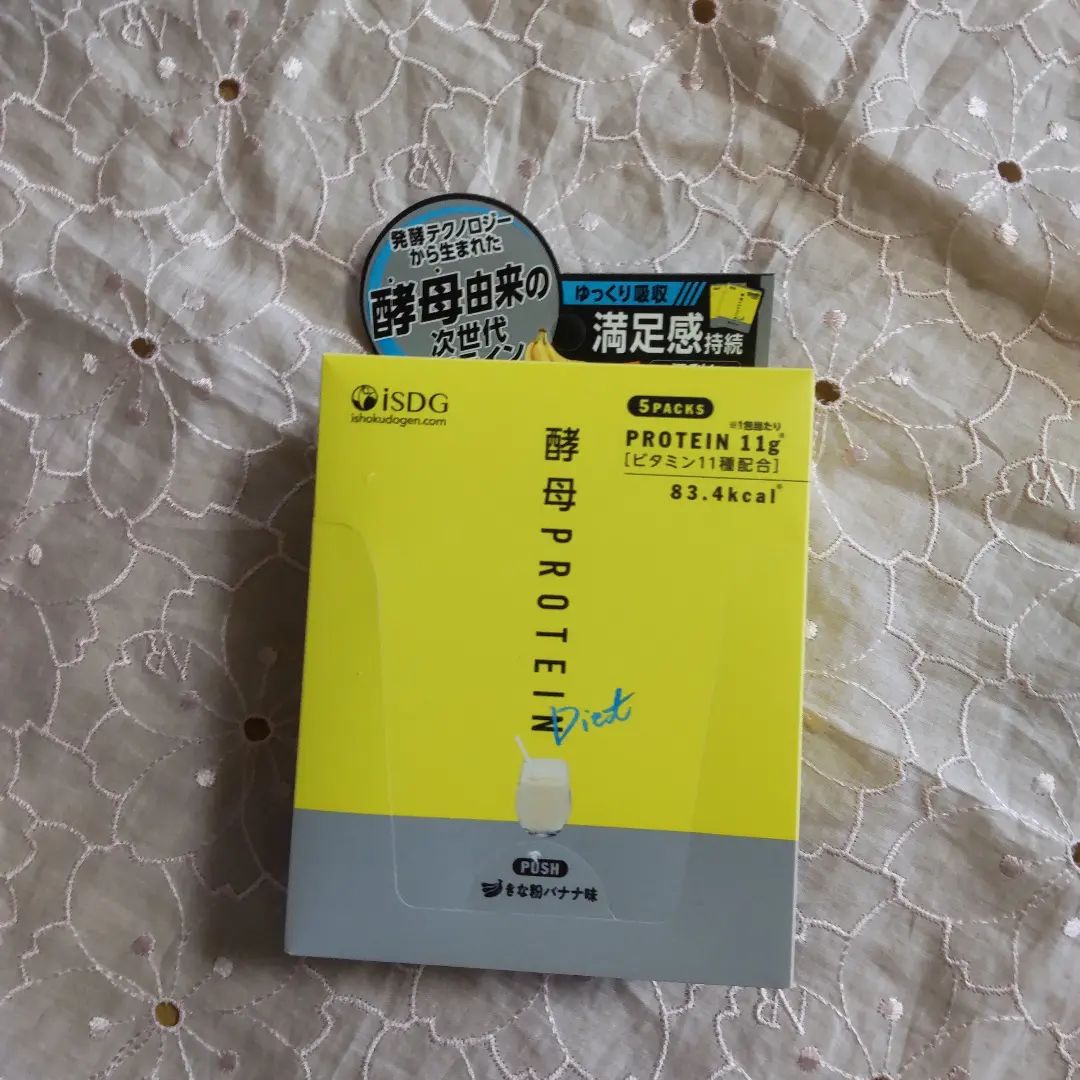 発酵テクノロジー
から生まれた
酵母由来の
次世代
ゆっくり吸収
満足感持続
iSDG
ishokudogen.com
5PACKS
※1包当たり
PROTEIN 11g※
[ビタミン11種配合]
83.4kcal※
酵母PROTEIN
Diet
PUSH
きな粉バナナ味